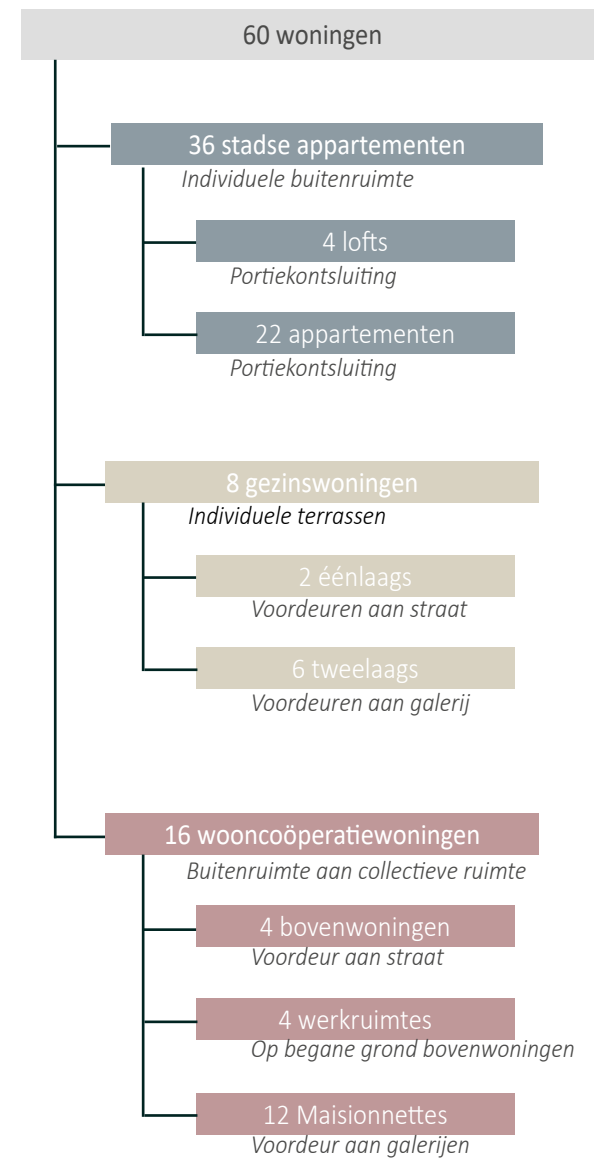 60 woningen
36 stadse appartementen
Individuele buitenruimte
4 lofts
Portiekontsluiting
22 appartementen
Portiekontsluiting
8 gezinswoningen
Individuele terrassen
2 éénlaags
Voordeuren aan straat
6 tweelaags
Voordeuren aan galerij
16 wooncoöperatiewoningen
Buitenruimte aan collectieve ruimte
4 bovenwoningen
Voordeur aan straat
4 werkruimtes
Op begane grond bovenwoningen
12 Maisionnettes
Voordeur aan galerijen